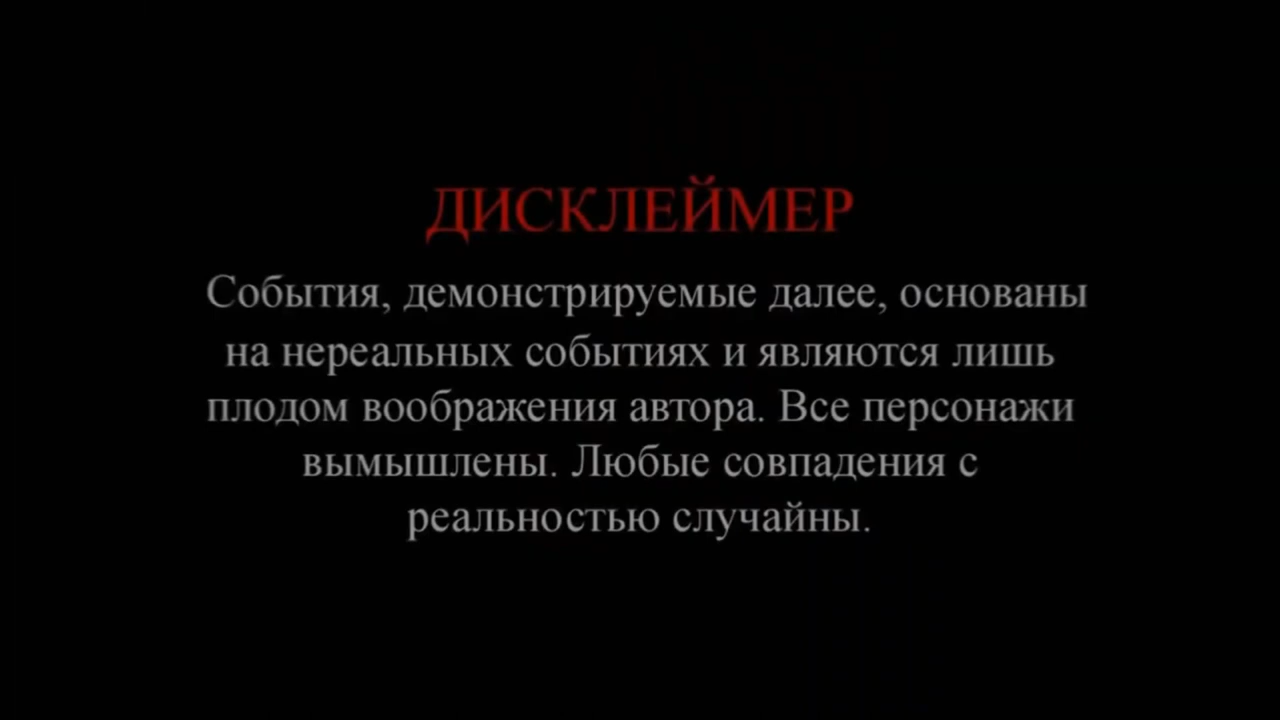 ДИСКЛЕЙМЕР
События, демонстрируемые далее, основаны
на нереальных событиях и являются лишь
плодом воображения автора. Все персонажи
вымышлены. Любые совпадения с
реальностью случайны.